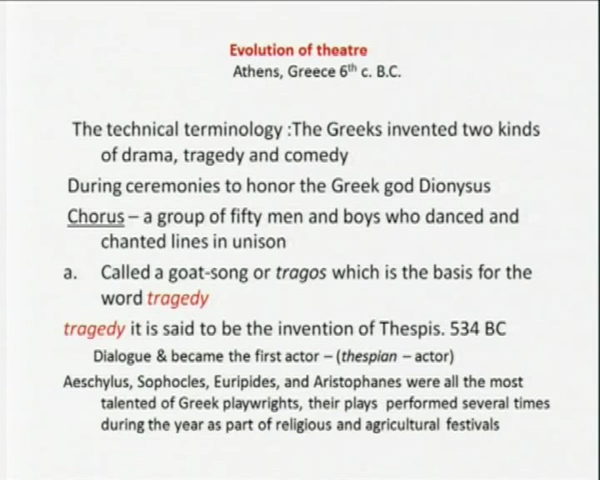 Evolution of theatre
Athens, Greece 6th c. B.C.
The technical terminology :The Greeks invented two kinds
of drama, tragedy and comedy
During ceremonies to honor the Greek god Dionysus
Chorus – a group of fifty men and boys who danced and
chanted lines in unison
a. Called a goat-song or tragos which is the basis for the
word tragedy
tragedy it is said to be the invention of Thespis. 534 BC
Dialogue & became the first actor – (thespian – actor)
Aeschylus, Sophocles, Euripides, and Aristophanes were all the most
talented of Greek playwrights, their plays performed several times
during the year as part of religious and agricultural festivals